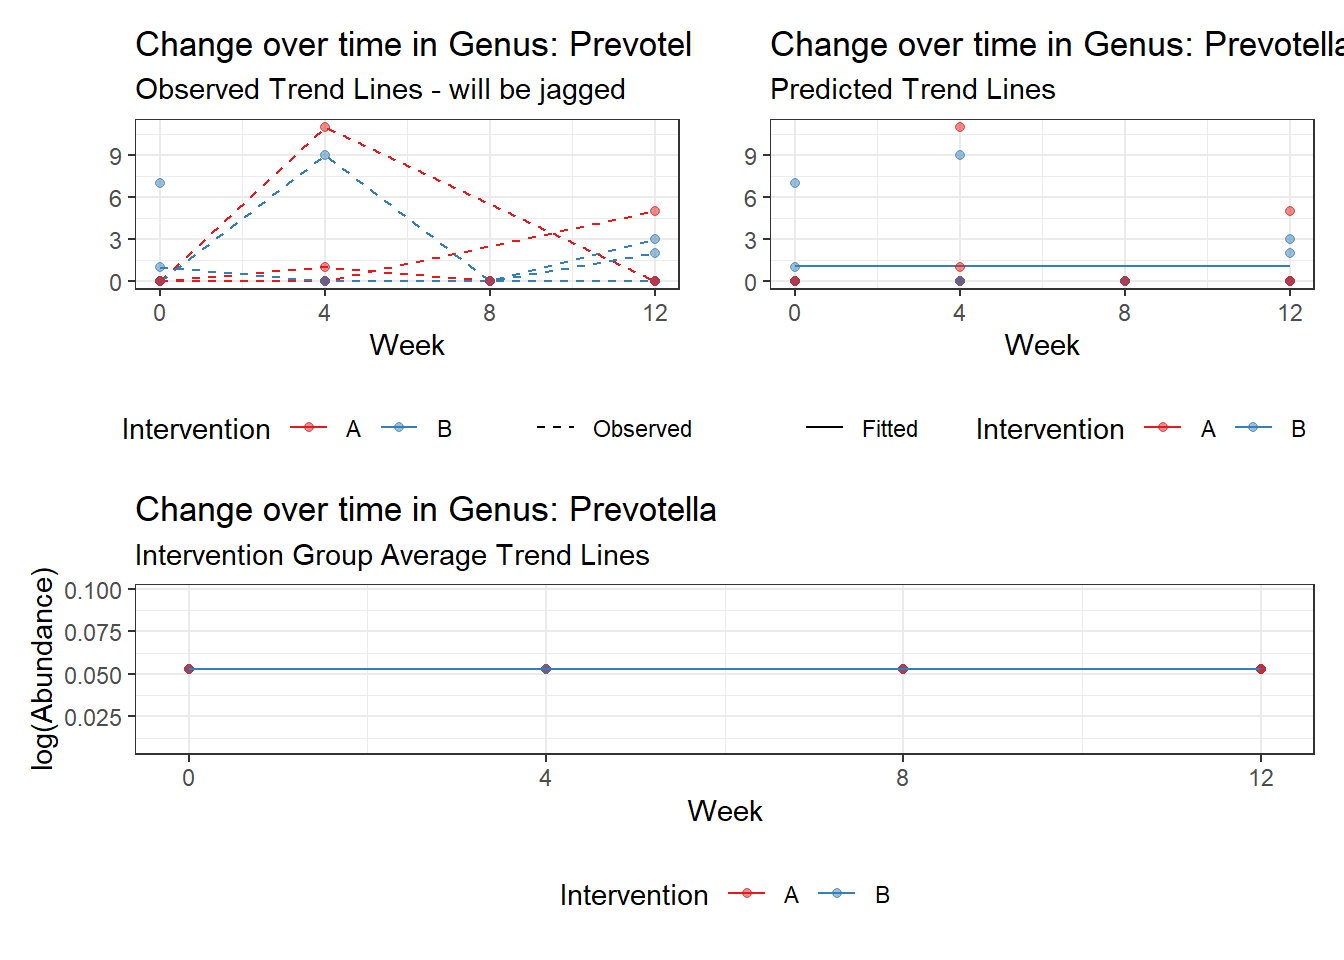 Change over time in Genus: Prevotel
Observed Trend Lines - will be jagged
9
6
3
0
0 4 8 12
Week
Intervention A B Observed
Change over time in Genus: Prevotella
Predicted Trend Lines
9
6
3
0
0 4 8 12
Week
Fitted Intervention A B
Change over time in Genus: Prevotella
Intervention Group Average Trend Lines
log(Abundance)
0.100
0.075
0.050
0.025
0 4 8 12
Week
Intervention A B